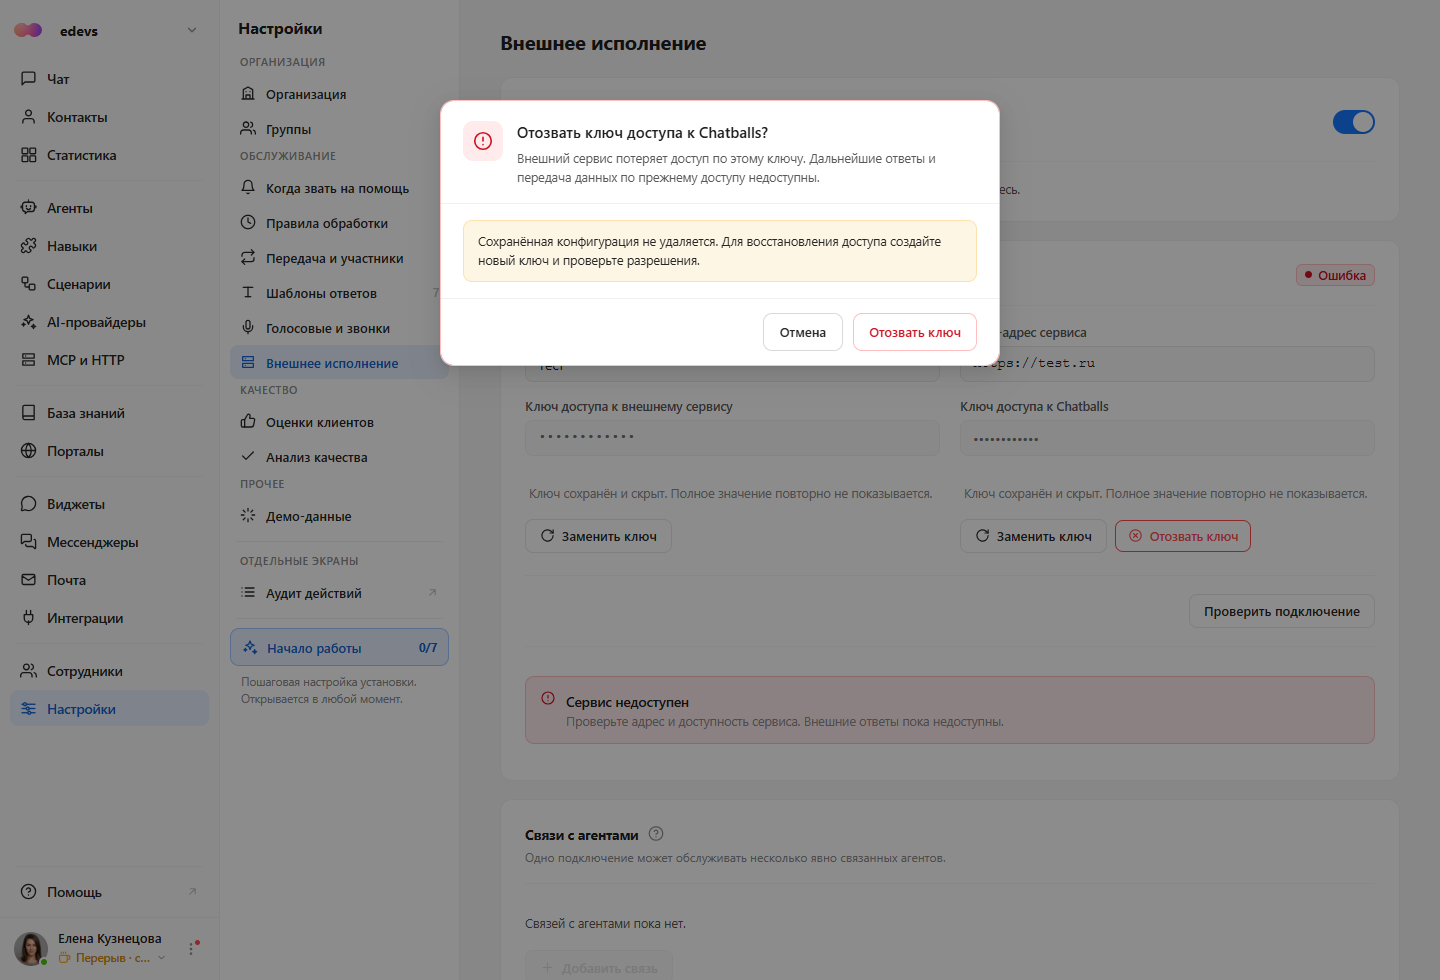 edevs
Чат
Контакты
Статистика
Агенты
Навыки
Сценарии
AI-провайдеры
MCP и HTTP
База знаний
Порталы
Виджеты
Мессенджеры
Почта
Интеграции
Сотрудники
Настройки
Помощь
Елена Кузнецова
Перерыв · с...
Настройки
ОРГАНИЗАЦИЯ
Организация
Группы
ОБСЛУЖИВАНИЕ
Когда звать на помощь
Правила обработки
Передача и участники
Шаблоны ответов 7
Голосовые и звонки
Внешнее исполнение
КАЧЕСТВО
Оценки клиентов
Анализ качества
ПРОЧЕЕ
Демо-данные
ОТДЕЛЬНЫЕ ЭКРАНЫ
Аудит действий
Начало работы 0/7
Пошаговая настройка установки.
Открывается в любой момент.
Внешнее исполнение
Отозвать ключ доступа к Chatballs?
Внешний сервис потеряет доступ по этому ключу. Дальнейшие ответы и
передача данных по прежнему доступу недоступны.
Сохранённая конфигурация не удаляется. Для восстановления доступа создайте
новый ключ и проверьте разрешения.
Отмена
Отозвать ключ
Ошибка
адрес сервиса
://test.ru
Ключ доступа к внешнему сервису
••••••••••••
Ключ сохранён и скрыт. Полное значение повторно не показывается.
Заменить ключ
Ключ доступа к Chatballs
••••••••••••
Ключ сохранён и скрыт. Полное значение повторно не показывается.
Заменить ключ
Отозвать ключ
Проверить подключение
Сервис недоступен
Проверьте адрес и доступность сервиса. Внешние ответы пока недоступны.
Связи с агентами
Одно подключение может обслуживать несколько явно связанных агентов.
Связей с агентами пока нет.
Добавить связь